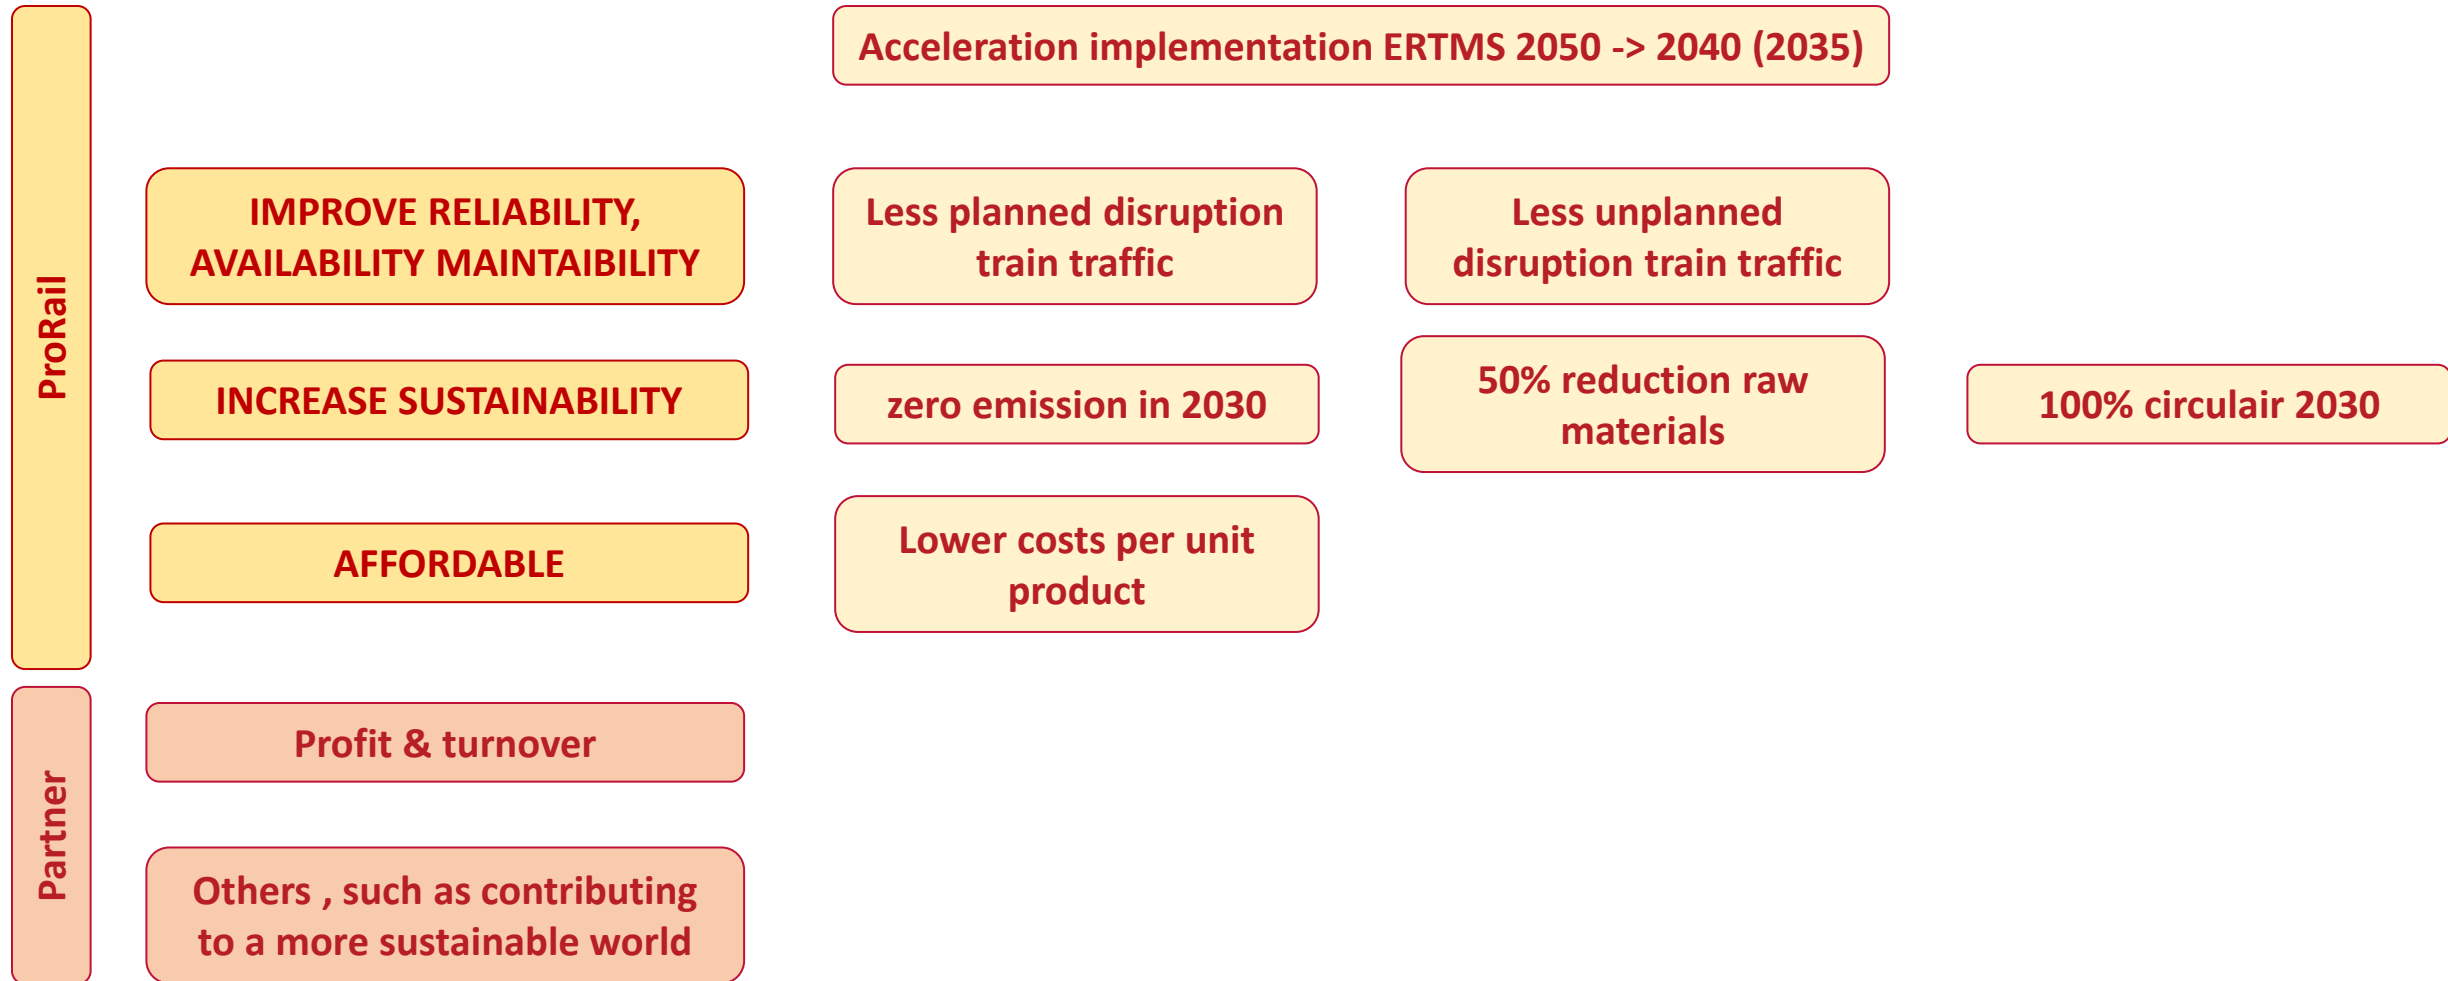 ProRail
Acceleration implementation ERTMS 2050 -> 2040 (2035)
IMPROVE RELIABILITY,
AVAILABILITY MAINTAIBILITY
Less planned disruption
train traffic
Less unplanned
disruption train traffic
INCREASE SUSTAINABILITY
zero emission in 2030
50% reduction raw
materials
100% circulair 2030
AFFORDABLE
Lower costs per unit
product
Partner
Profit & turnover
Others , such as contributing
to a more sustainable world